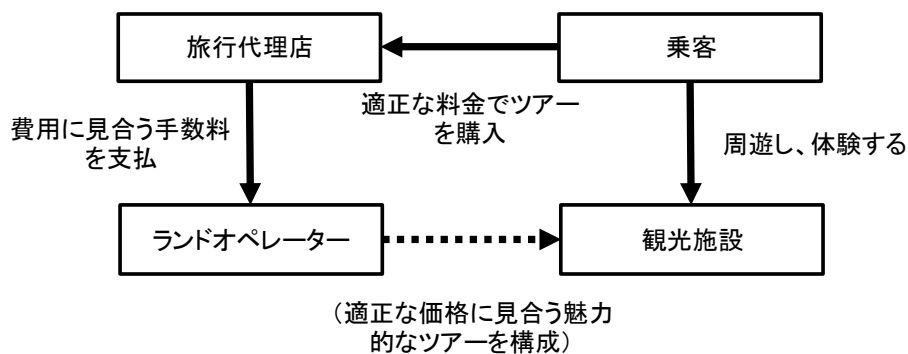 旅行代理店
乗客
適正な料金でツアー
を購入
費用に見合う手数料
を支払
周遊し、体験する
ランドオペレーター
観光施設
（適正な価格に見合う魅力
的なツアーを構成）